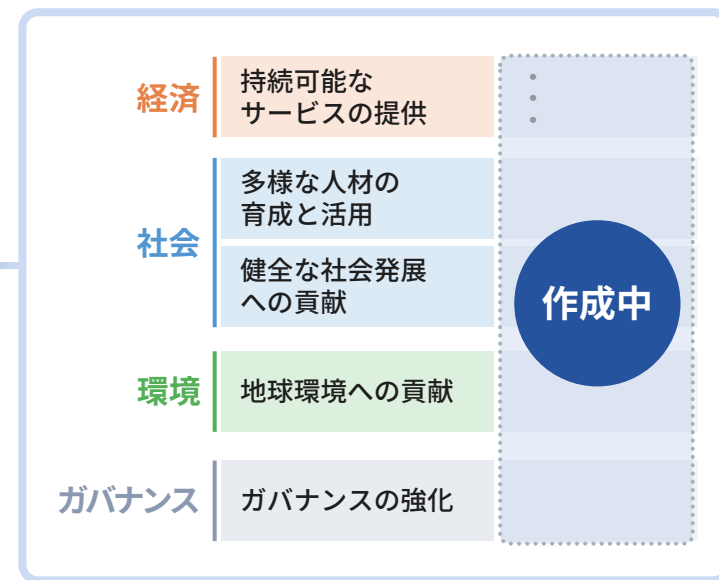 経済
持続可能な
サービスの提供
社会
多様な人材の
育成と活用
健全な社会発展
への貢献
作成中
環境
地球環境への貢献
ガバナンス
ガバナンスの強化